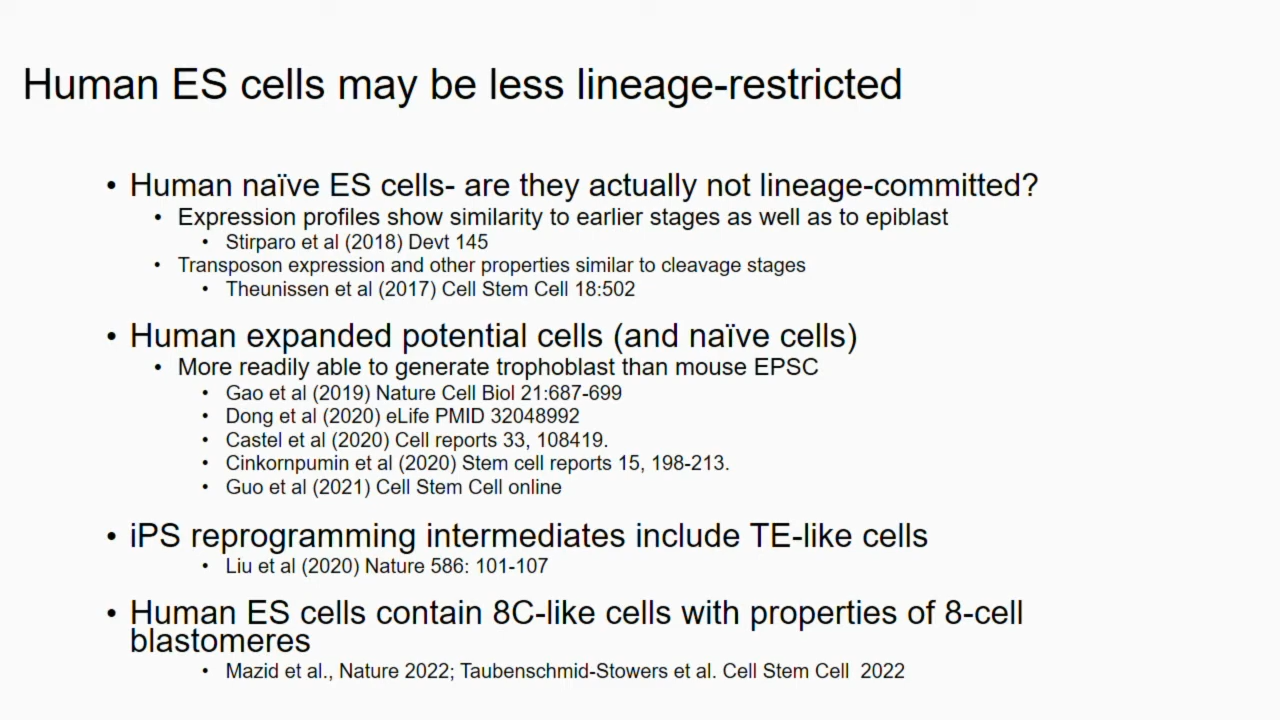 Human ES cells may be less lineage-restricted
• Human naïve ES cells- are they actually not lineage-committed?
• Expression profiles show similarity to earlier stages as well as to epiblast
• Stirparo et al (2018) Devt 145
• Transposon expression and other properties similar to cleavage stages
• Theunissen et al (2017) Cell Stem Cell 18:502
• Human expanded potential cells (and naïve cells)
• More readily able to generate trophoblast than mouse EPSC
• Gao et al (2019) Nature Cell Biol 21:687-699
• Dong et al (2020) eLife PMID 32048992
• Castel et al (2020) Cell reports 33, 108419.
• Cinkornpumin et al (2020) Stem cell reports 15, 198-213.
• Guo et al (2021) Cell Stem Cell online
• iPS reprogramming intermediates include TE-like cells
• Liu et al (2020) Nature 586: 101-107
• Human ES cells contain 8C-like cells with properties of 8-cell
blastomeres
• Mazid et al., Nature 2022; Taubenschmid-Stowers et al. Cell Stem Cell  2022